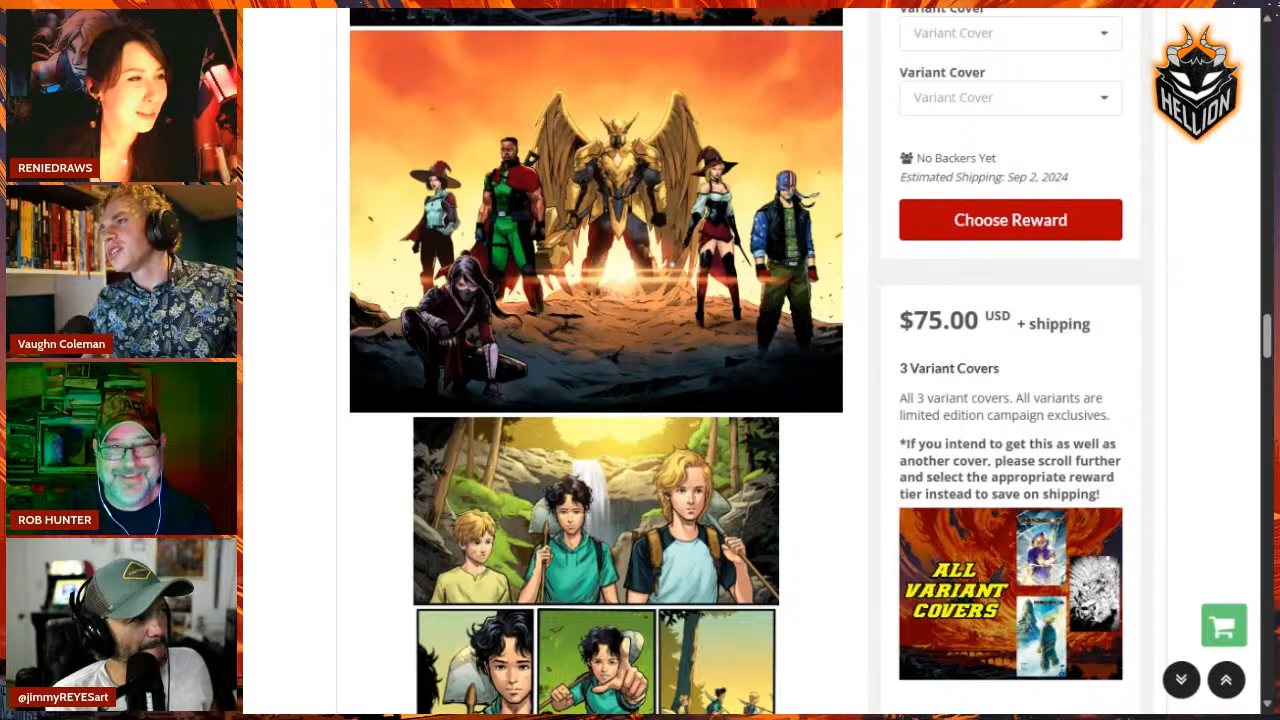 RENIEDRAWS
Vaughn Coleman
ROB HUNTER
@jimmyREYESart
Variant Cover
Variant Cover
Variant Cover
Variant Cover
No Backers Yet
Estimated Shipping: Sep 2, 2024
Choose Reward
$75.00 USD + shipping
3 Variant Covers
All 3 variant covers. All variants are
limited edition campaign exclusives.
*If you intend to get this as well as
another cover, please scroll further
and select the appropriate reward
tier instead to save on shipping!
ALL
VARIANT
COVERS
HELLION